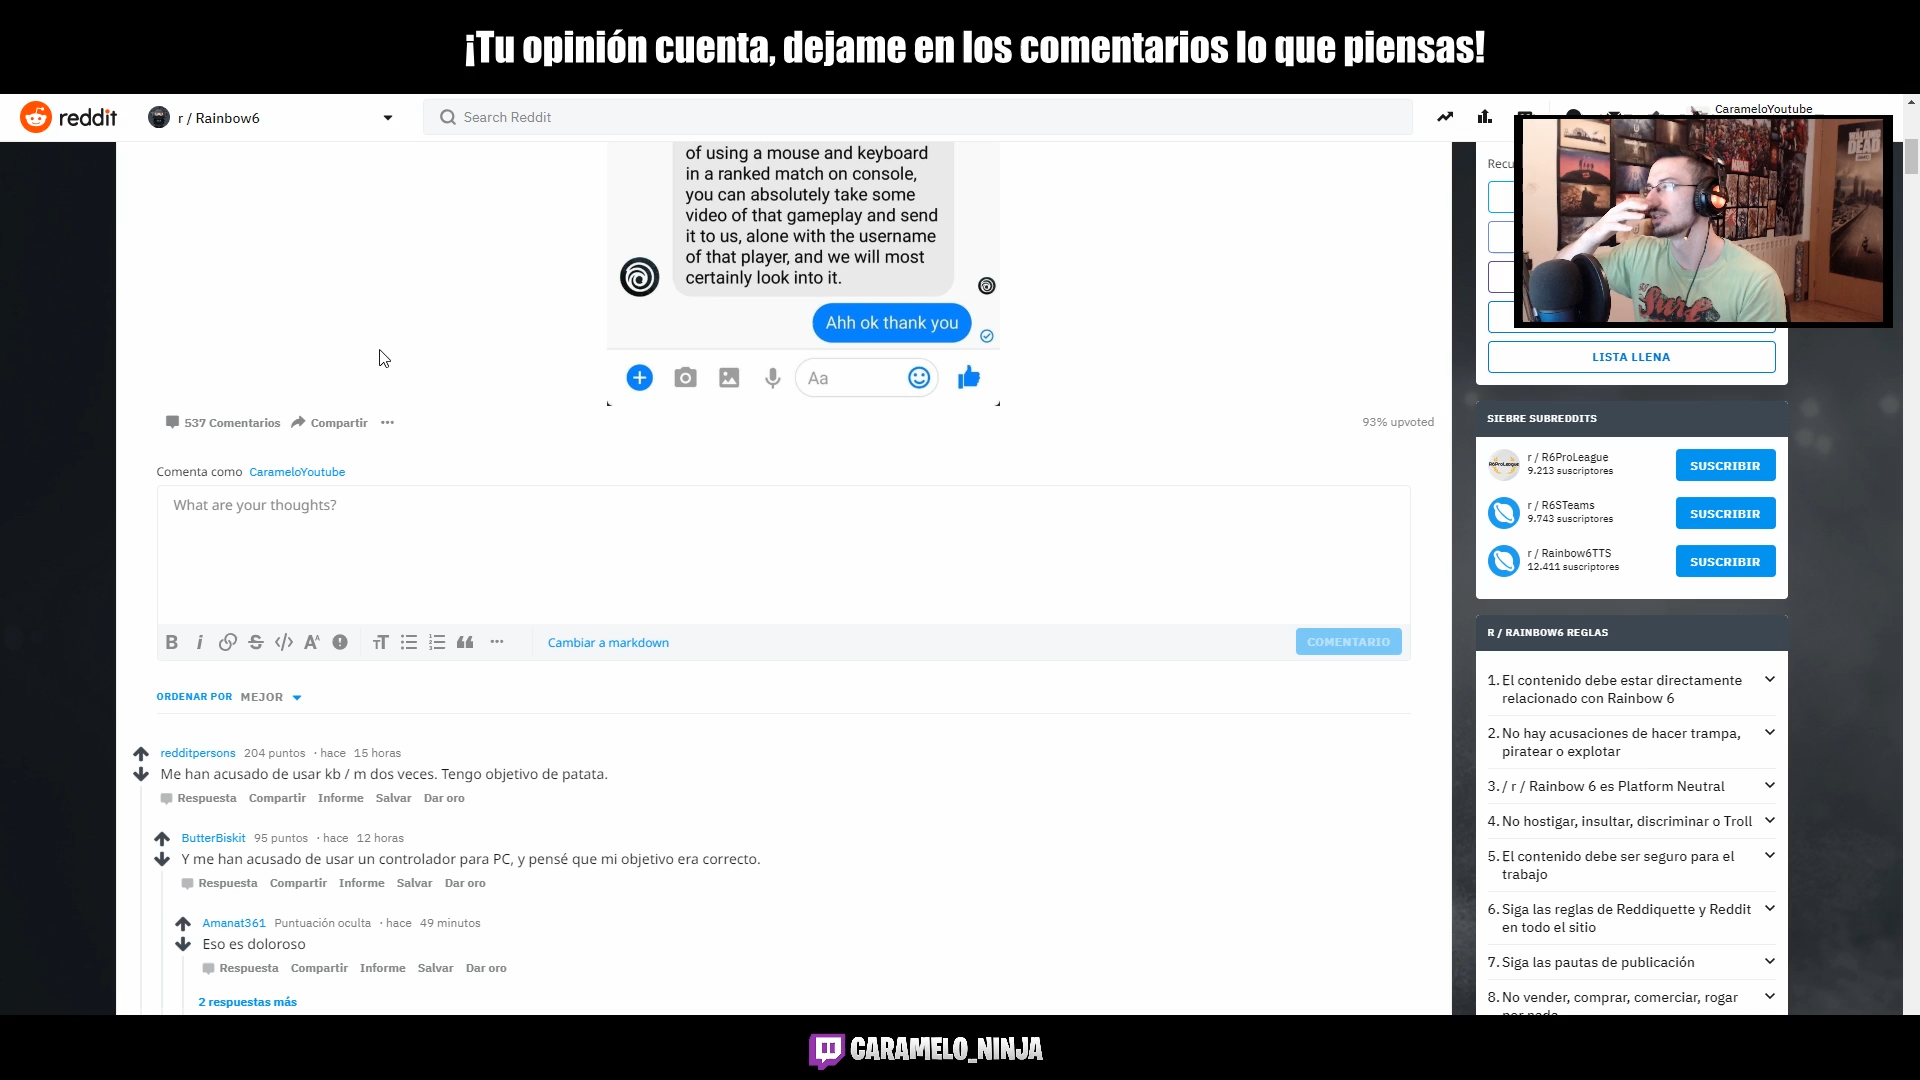 ¡Tu opinión cuenta, dejame en los comentarios lo que piensas!
reddit
r / Rainbow6
Search Reddit
CarameloYoutube
of using a mouse and keyboard
in a ranked match on console,
you can absolutely take some
video of that gameplay and send
it to us, alone with the username
of that player, and we will most
certainly look into it.
Ahh ok thank you
Aa
537 Comentarios
Compartir
93% upvoted
Comenta como CarameloYoutube
What are your thoughts?
Cambiar a markdown
COMENTARIO
ORDENAR POR MEJOR
redditpersons 204 puntos · hace 15 horas
Me han acusado de usar kb / m dos veces. Tengo objetivo de patata.
Respuesta Compartir Informe Salvar Dar oro
ButterBiskit 95 puntos · hace 12 horas
Y me han acusado de usar un controlador para PC, y pensé que mi objetivo era correcto.
Respuesta Compartir Informe Salvar Dar oro
Amanat361 Puntuación oculta · hace 49 minutos
Eso es doloroso
Respuesta Compartir Informe Salvar Dar oro
2 respuestas más
WALKING
DEAD
LISTA LLENA
SIEBRE SUBREDDITS
r / R6ProLeague
9.213 suscriptores
SUSCRIBIR
r / R6STeams
9.743 suscriptores
SUSCRIBIR
r / Rainbow6TTS
12.411 suscriptores
SUSCRIBIR
R / RAINBOW6 REGLAS
1. El contenido debe estar directamente
relacionado con Rainbow 6
2. No hay acusaciones de hacer trampa,
piratear o explotar
3. / r / Rainbow 6 es Platform Neutral
4. No hostigar, insultar, discriminar o Troll
5. El contenido debe ser seguro para el
trabajo
6. Siga las reglas de Reddiquette y Reddit
en todo el sitio
7. Siga las pautas de publicación
8. No vender, comprar, comerciar, rogar
CARAMELO_NINJA